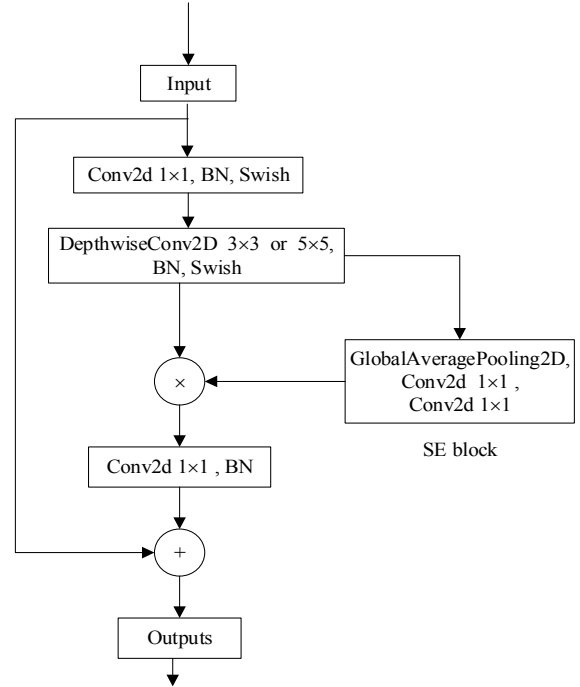 Input
Conv2d 1×1, BN, Swish
DepthwiseConv2D 3×3 or 5×5,
BN, Swish
GlobalAveragePooling2D,
Conv2d 1×1 ,
Conv2d 1×1
SE block
×
Conv2d 1×1 , BN
+
Outputs